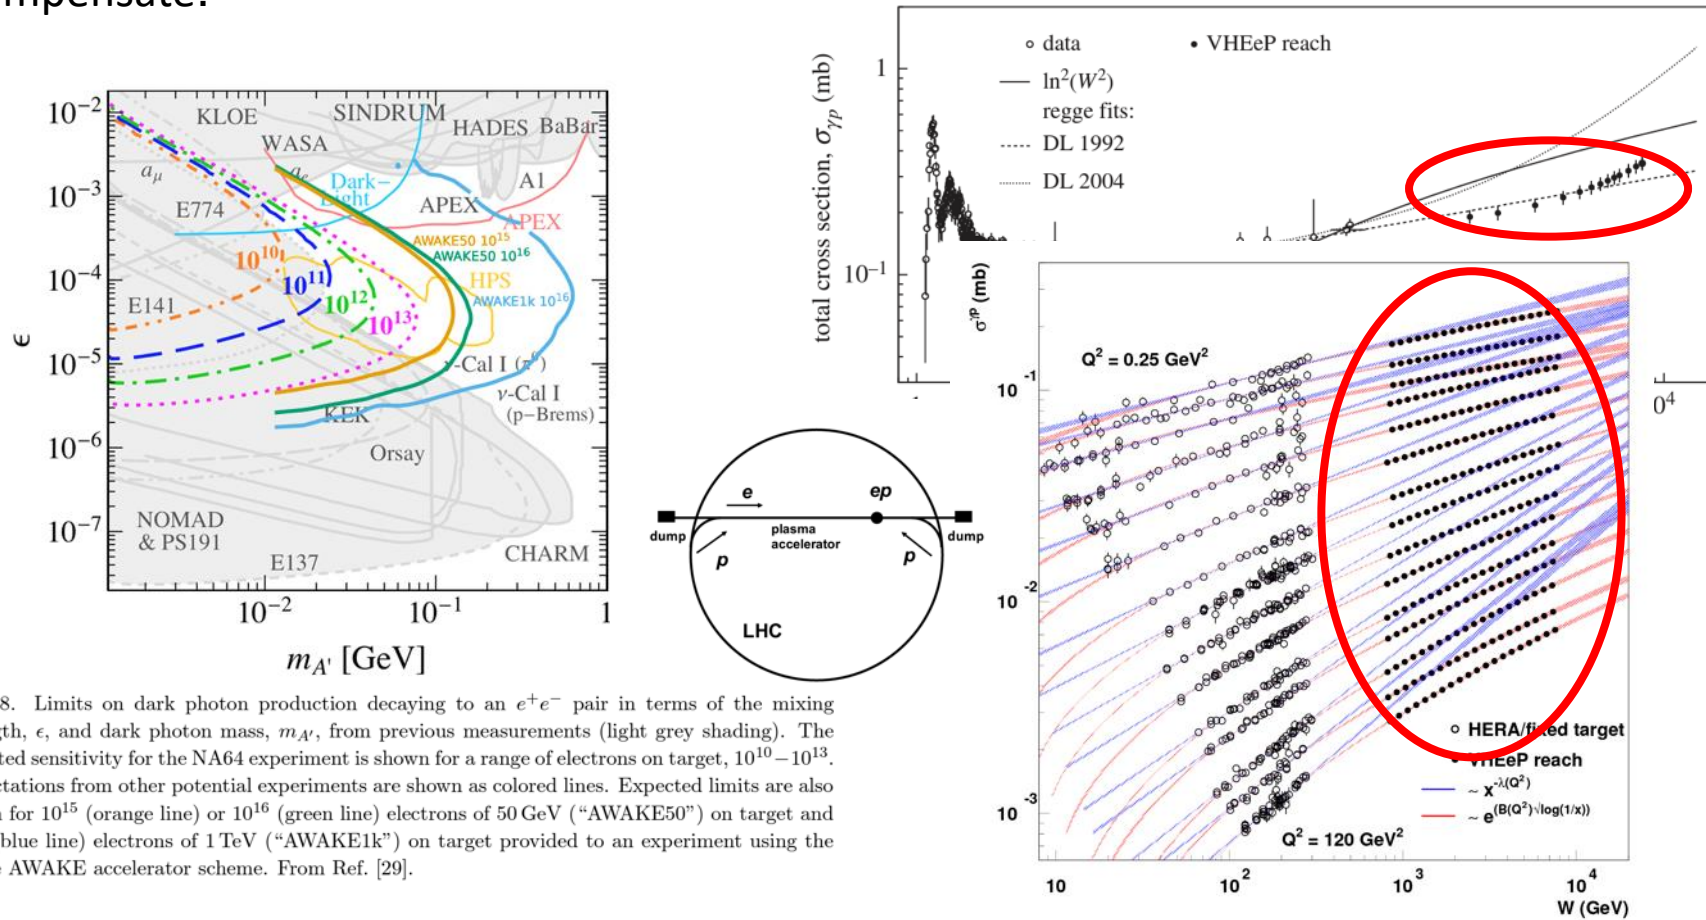 mpensate.
10⁻²
10⁻³
10⁻⁴
10⁻⁵
10⁻⁶
10⁻⁷
ϵ
KLOE
SINDRUM
HADES
BaBar
WASA
a_μ
a_e
Dark–
Light
A1
E774
APEX
APEX
AWAKE50 10¹⁵
AWAKE50 10¹⁶
10¹⁰
10¹¹
HPS
AWAKE1k 10¹⁶
E141
10¹²
10¹³
ν-Cal I (π⁰)
ν-Cal I
(p−Brems)
KEK
Orsay
NOMAD
& PS191
E137
CHARM
10⁻²
10⁻¹
1
m_A' [GeV]
8. Limits on dark photon production decaying to an e⁺e⁻ pair in terms of the mixing
gth, ϵ, and dark photon mass, m_A', from previous measurements (light grey shading). The
ted sensitivity for the NA64 experiment is shown for a range of electrons on target, 10¹⁰−10¹³.
ctations from other potential experiments are shown as colored lines. Expected limits are also
n for 10¹⁵ (orange line) or 10¹⁶ (green line) electrons of 50 GeV (“AWAKE50”) on target and
blue line) electrons of 1 TeV (“AWAKE1k”) on target provided to an experiment using the
e AWAKE accelerator scheme. From Ref. [29].
e
ep
dump
plasma
accelerator
dump
p
p
LHC
total cross section, σ_γp (mb)
1
10⁻¹
data
VHEeP reach
ln²(W²)
regge fits:
DL 1992
DL 2004
0⁴
σ^γp (mb)
Q² = 0.25 GeV²
10⁻¹
10⁻²
10⁻³
HERA/fixed target
VHEeP reach
~ x^-λ(Q²)
~ e^(B(Q²)√log(1/x))
Q² = 120 GeV²
10
10²
10³
10⁴
W (GeV)